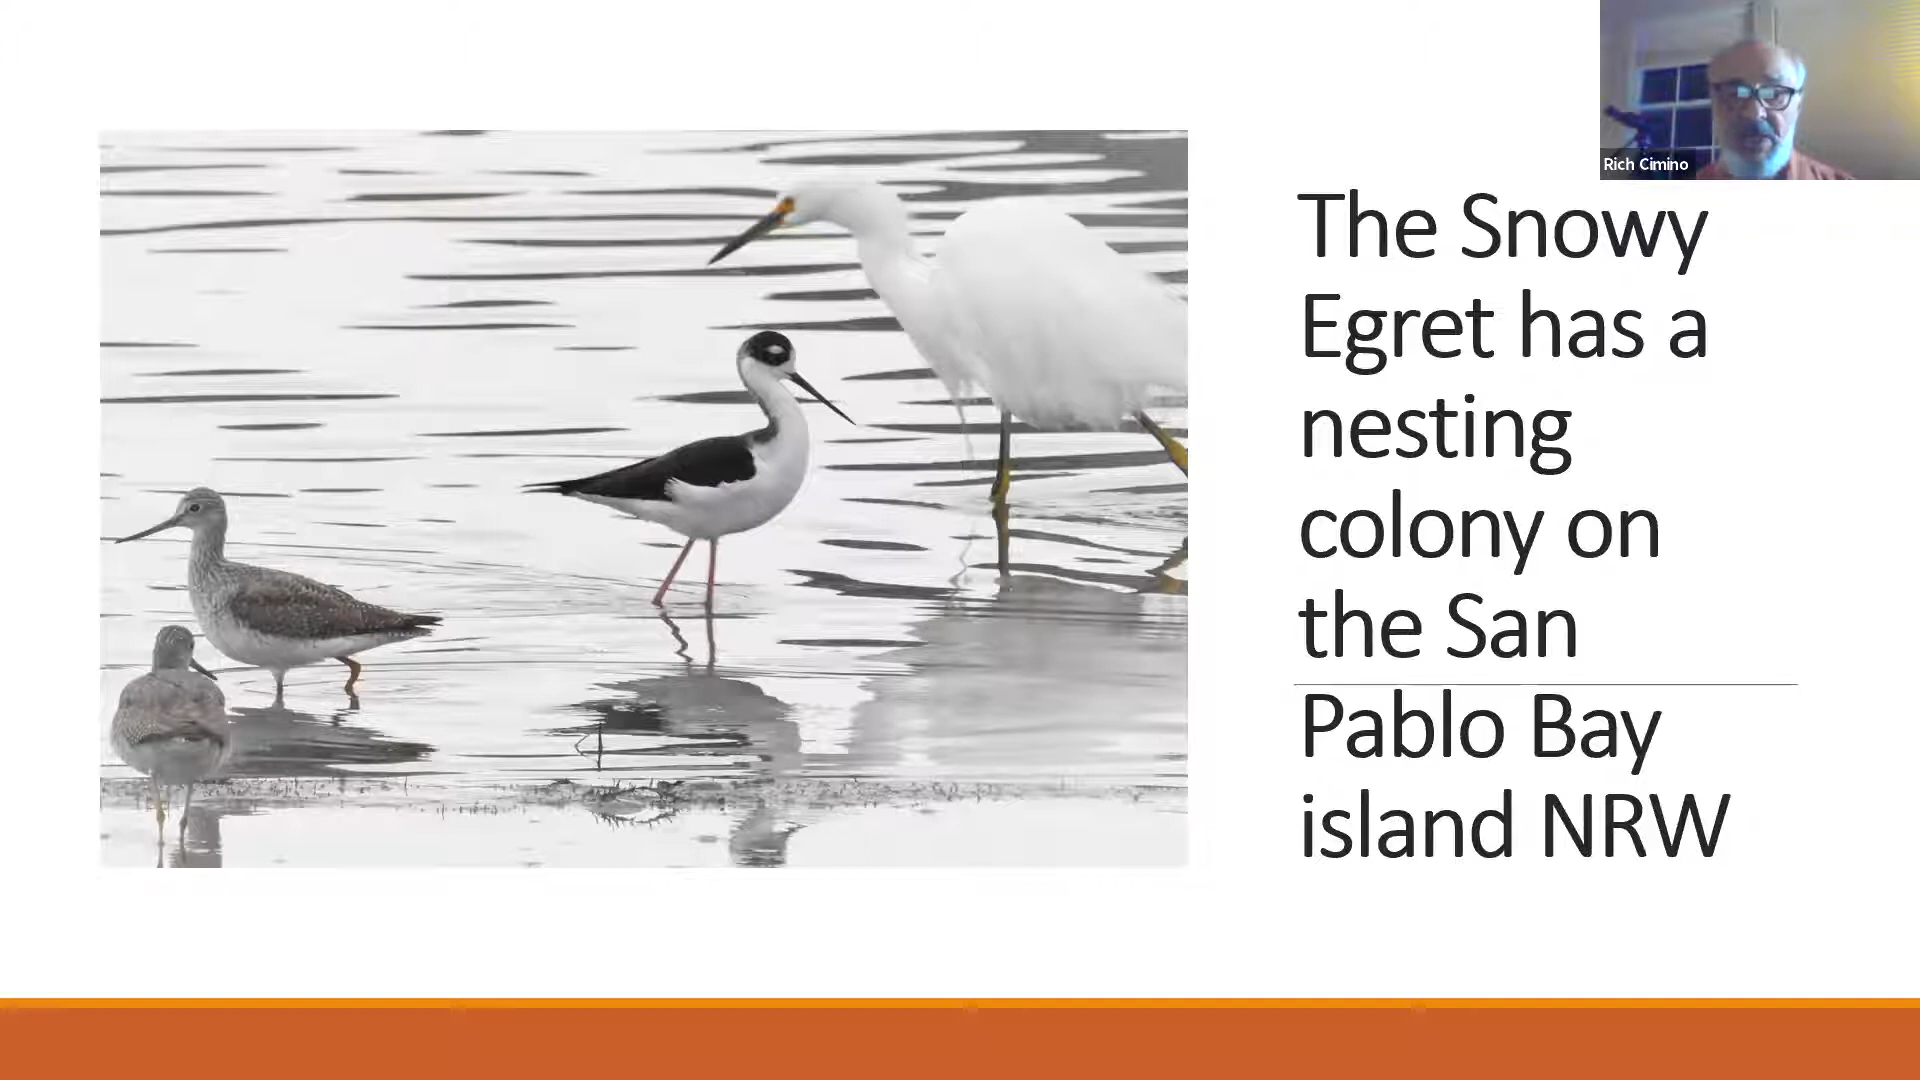 Rich Cimino
The Snowy
Egret has a
nesting
colony on
the San
Pablo Bay
island NRW